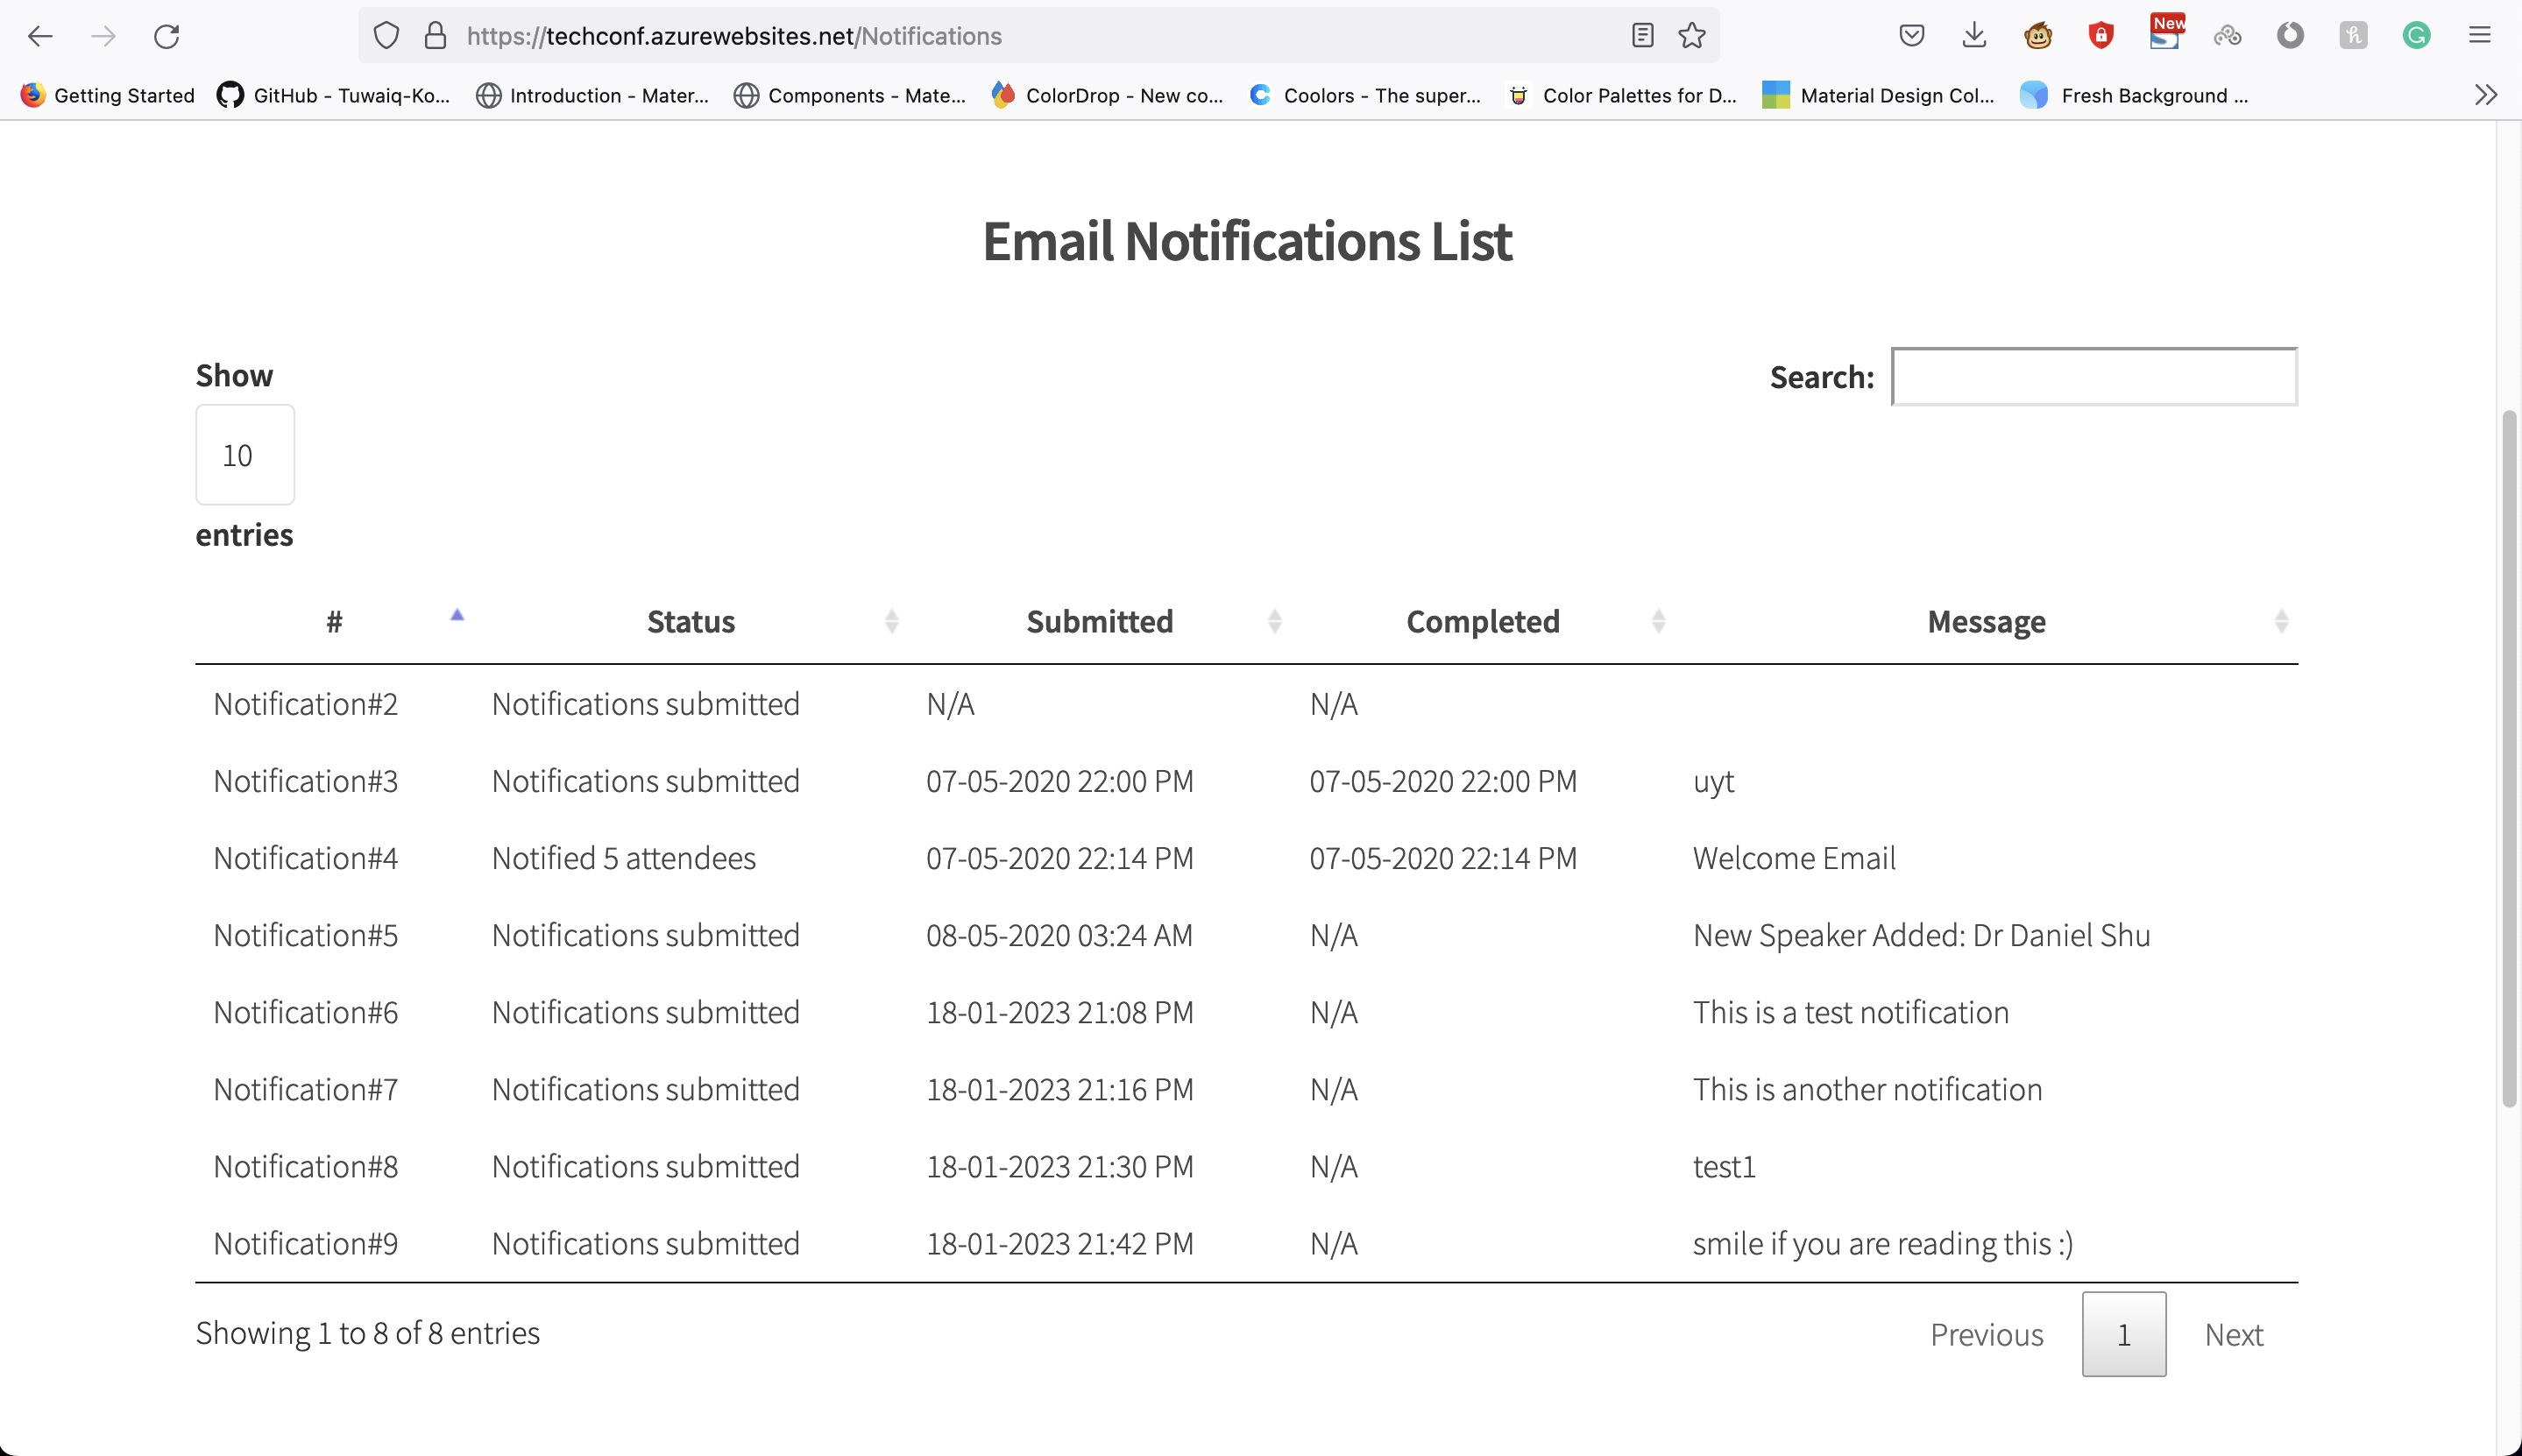 https://techconf.azurewebsites.net/Notifications
New
Getting Started GitHub - Tuwaiq-Ko... Introduction - Mater... Components - Mate... ColorDrop - New co... Coolors - The super... Color Palettes for D... Material Design Col... Fresh Background ...
Email Notifications List
Show
Search:
10
entries
# Status Submitted Completed Message
Notification#2 Notifications submitted N/A N/A
Notification#3 Notifications submitted 07-05-2020 22:00 PM 07-05-2020 22:00 PM uyt
Notification#4 Notified 5 attendees 07-05-2020 22:14 PM 07-05-2020 22:14 PM Welcome Email
Notification#5 Notifications submitted 08-05-2020 03:24 AM N/A New Speaker Added: Dr Daniel Shu
Notification#6 Notifications submitted 18-01-2023 21:08 PM N/A This is a test notification
Notification#7 Notifications submitted 18-01-2023 21:16 PM N/A This is another notification
Notification#8 Notifications submitted 18-01-2023 21:30 PM N/A test1
Notification#9 Notifications submitted 18-01-2023 21:42 PM N/A smile if you are reading this :)
Showing 1 to 8 of 8 entries Previous 1 Next